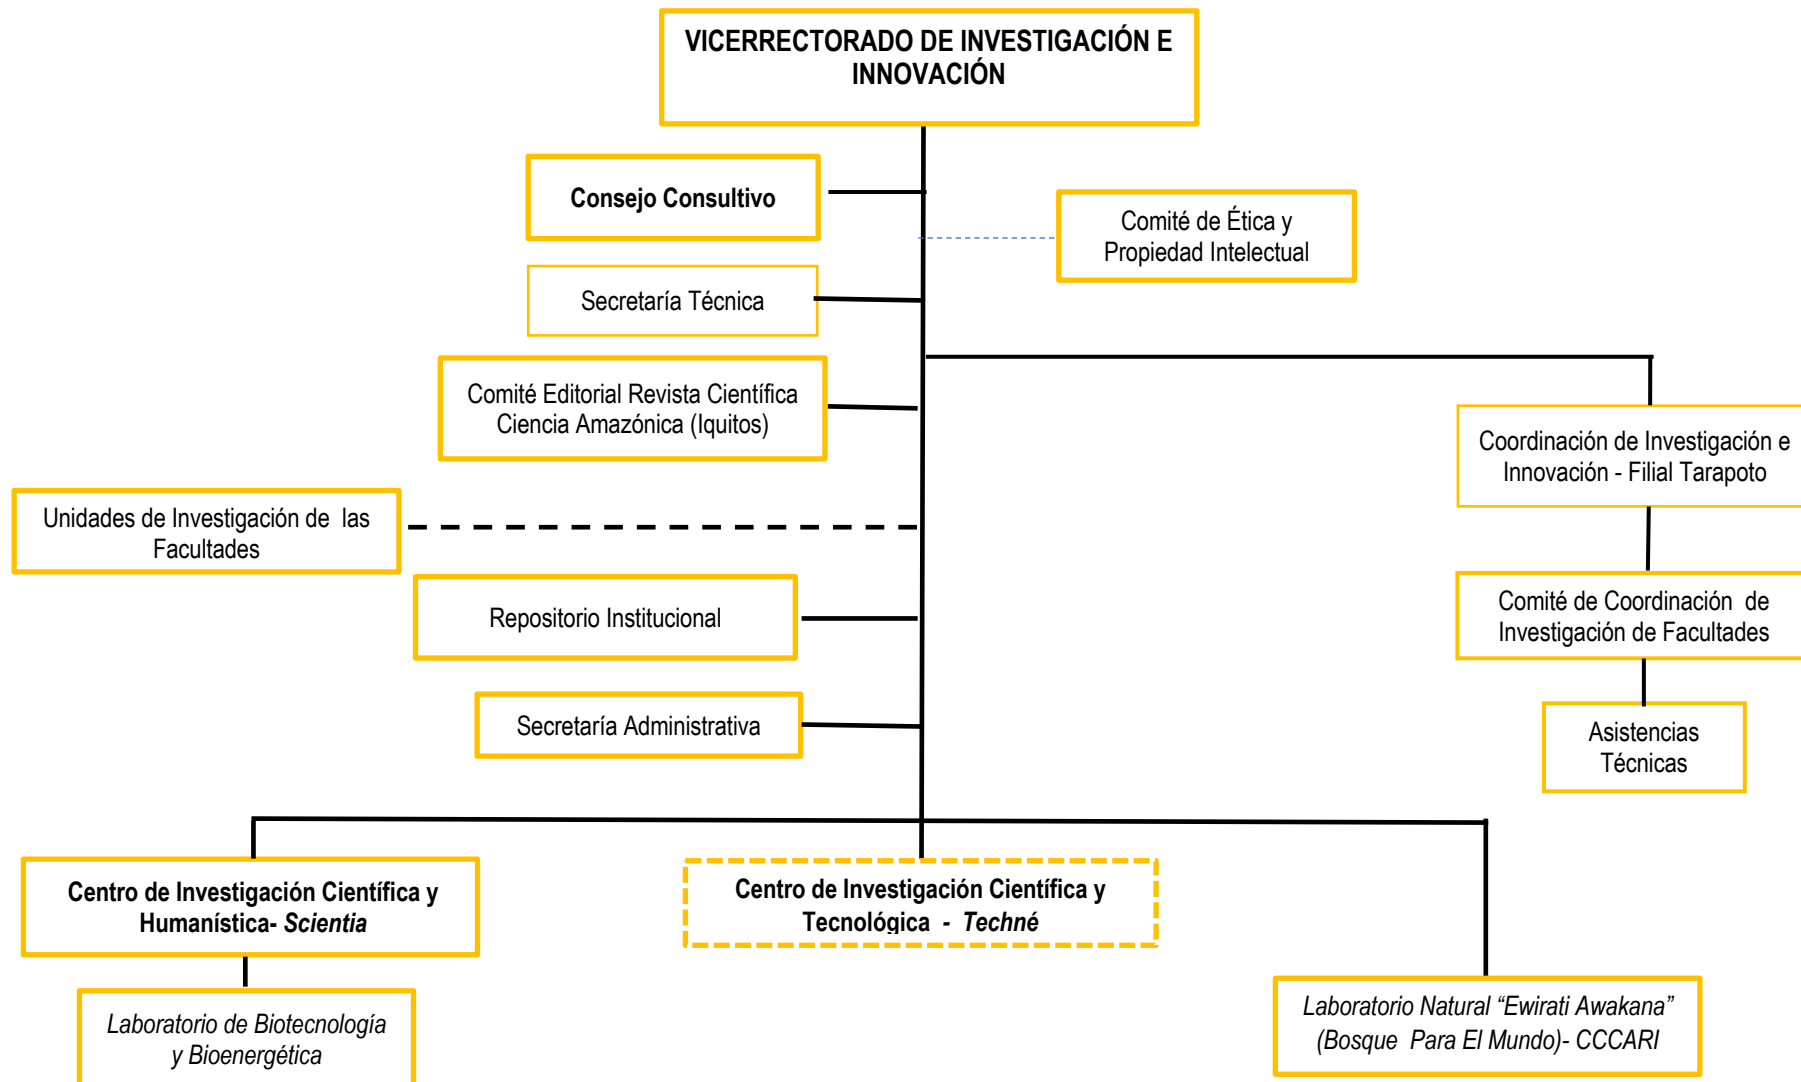 VICERRECTORADO DE INVESTIGACIÓN E
INNOVACIÓN
Consejo Consultivo
Comité de Ética y
Propiedad Intelectual
Secretaría Técnica
Comité Editorial Revista Científica
Ciencia Amazónica (Iquitos)
Coordinación de Investigación e
Innovación - Filial Tarapoto
Unidades de Investigación de las
Facultades
Repositorio Institucional
Comité de Coordinación de
Investigación de Facultades
Secretaría Administrativa
Asistencias
Técnicas
Centro de Investigación Científica y
Humanística- Scientia
Centro de Investigación Científica y
Tecnológica - Techné
Laboratorio de Biotecnología
y Bioenergética
Laboratorio Natural “Ewirati Awakana”
(Bosque Para El Mundo)- CCCARI